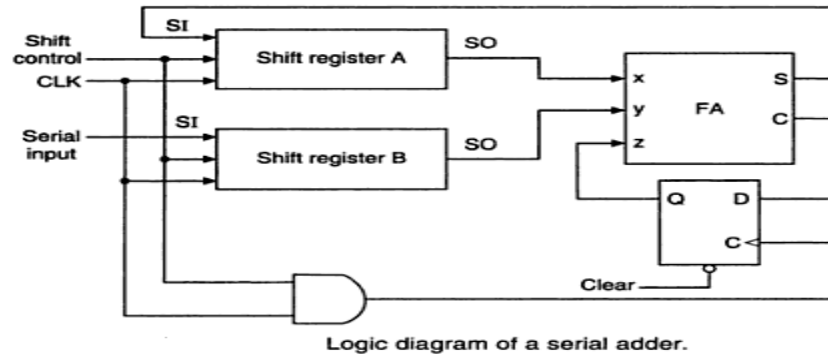 SI
Shift
control
CLK
Shift register A
SO
Serial
input
SI
Shift register B
SO
x
y
z
FA
S
C
Q
D
C
Clear
Logic diagram of a serial adder.